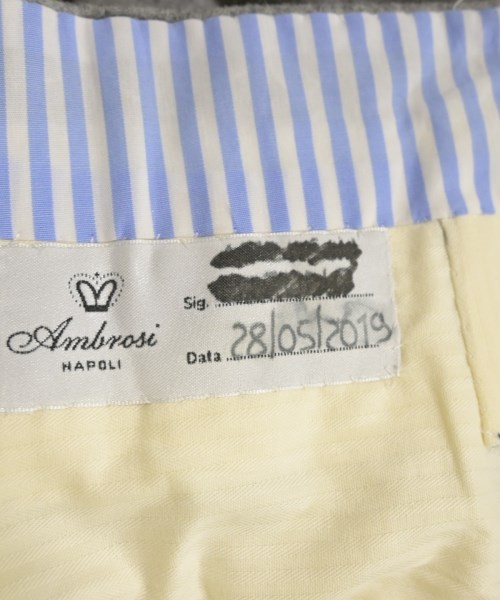 Ambrosi
NAPOLI
Sig.
Data 28/05/2019